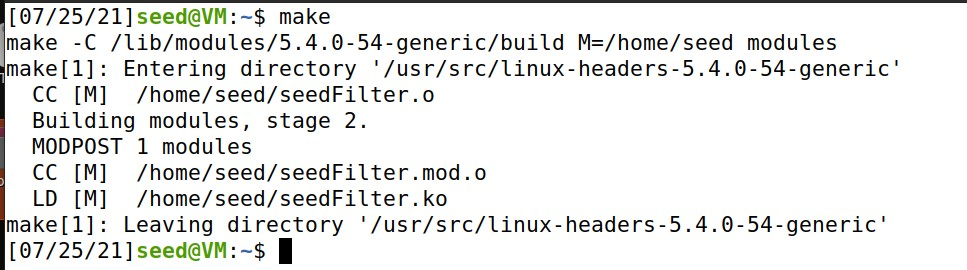 [07/25/21]seed@VM:~$ make
make -C /lib/modules/5.4.0-54-generic/build M=/home/seed modules
make[1]: Entering directory '/usr/src/linux-headers-5.4.0-54-generic'
  CC [M]  /home/seed/seedFilter.o
  Building modules, stage 2.
  MODPOST 1 modules
  CC [M]  /home/seed/seedFilter.mod.o
  LD [M]  /home/seed/seedFilter.ko
make[1]: Leaving directory '/usr/src/linux-headers-5.4.0-54-generic'
[07/25/21]seed@VM:~$